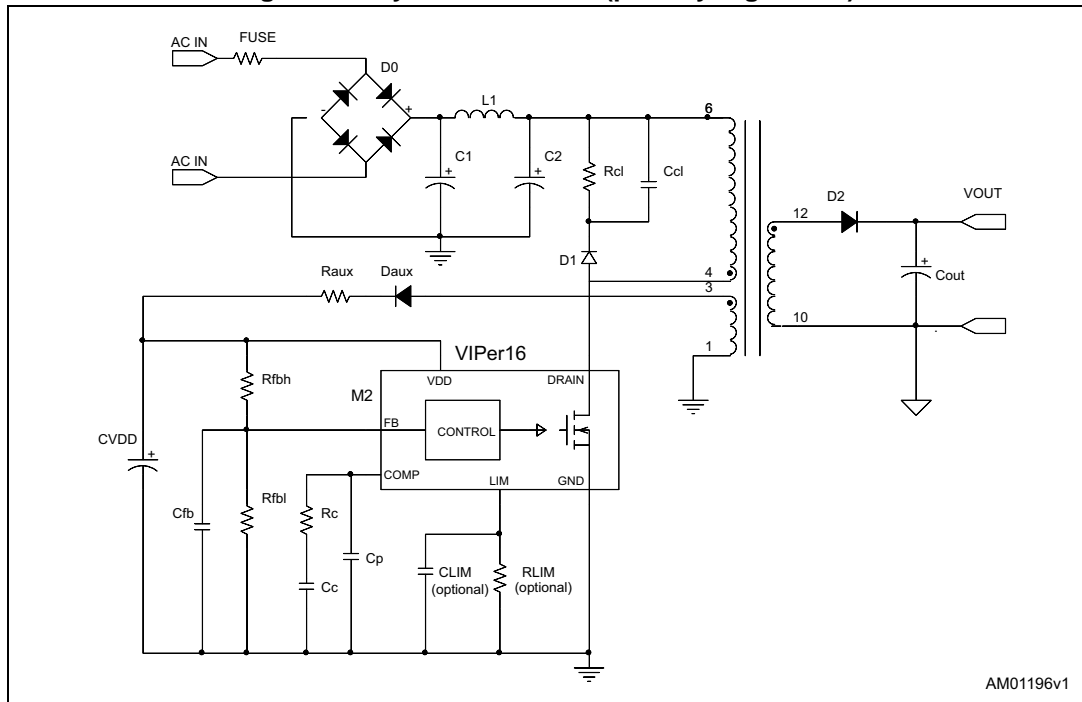 AC IN
FUSE
D0
-
+
L1
6
AC IN
C1
+
C2
+
Rcl
Ccl
D2
VOUT
12
D1
+
Cout
4
Raux
Daux
3
10
1
VIPer16
Rfbh
VDD
DRAIN
M2
FB
CONTROL
CVDD
+
COMP
LIM
GND
Cfb
Rfbl
Rc
Cp
CLIM
(optional)
RLIM
(optional)
Cc
AM01196v1